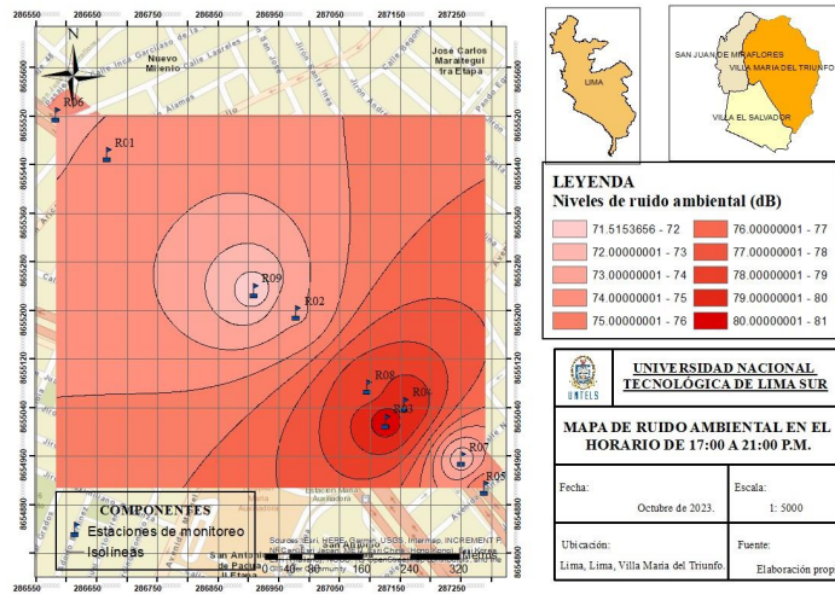 286550 286650 286750 286850 286950 287050 287150 287250
N
Nuevo
Milenio
Jose Carlos
Maraitegui
1ra Etapa
8655600
8655520
8655440
8655360
8655280
8655200
8655120
8655040
8654960
8654880
8654800
R06
R01
R09
R02
R08
R04
R03
R07
R05
COMPONENTES
Estaciones de monitoreo
Isolíneas
0 40 80 160 240 320
286550 286650 286750 286850 286950 287050 287150 287250
LIMA
SAN JUAN DE MIRAFLORES
VILLA MARIA DEL TRIUNFO
VILLA EL SALVADOR
LEYENDA
Niveles de ruido ambiental (dB)
71.5153656 - 72
72.00000001 - 73
73.00000001 - 74
74.00000001 - 75
75.00000001 - 76
76.00000001 - 77
77.00000001 - 78
78.00000001 - 79
79.00000001 - 80
80.00000001 - 81
UNTELS
UNIVERSIDAD NACIONAL
TECNOLÓGICA DE LIMA SUR
MAPA DE RUIDO AMBIENTAL EN EL
HORARIO DE 17:00 A 21:00 P.M.
Fecha:
Octubre de 2023.
Escala:
1: 5000
Ubicación:
Lima, Lima, Villa Maria del Triunfo.
Fuente:
Elaboración prop